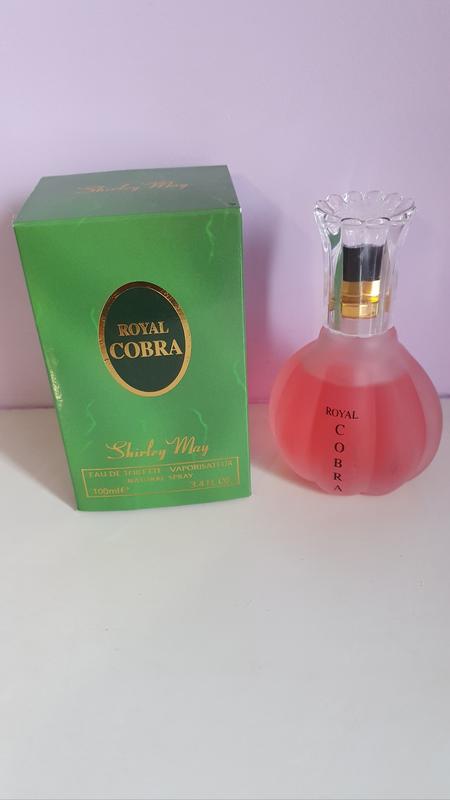 Shirley May
ROYAL
COBRA
Shirley May
EAU DE TOILETTE VAPORISATEUR
NATURAL SPRAY
100ml e 3.4 FL.OZ.
ROYAL
C
O
B
R
A